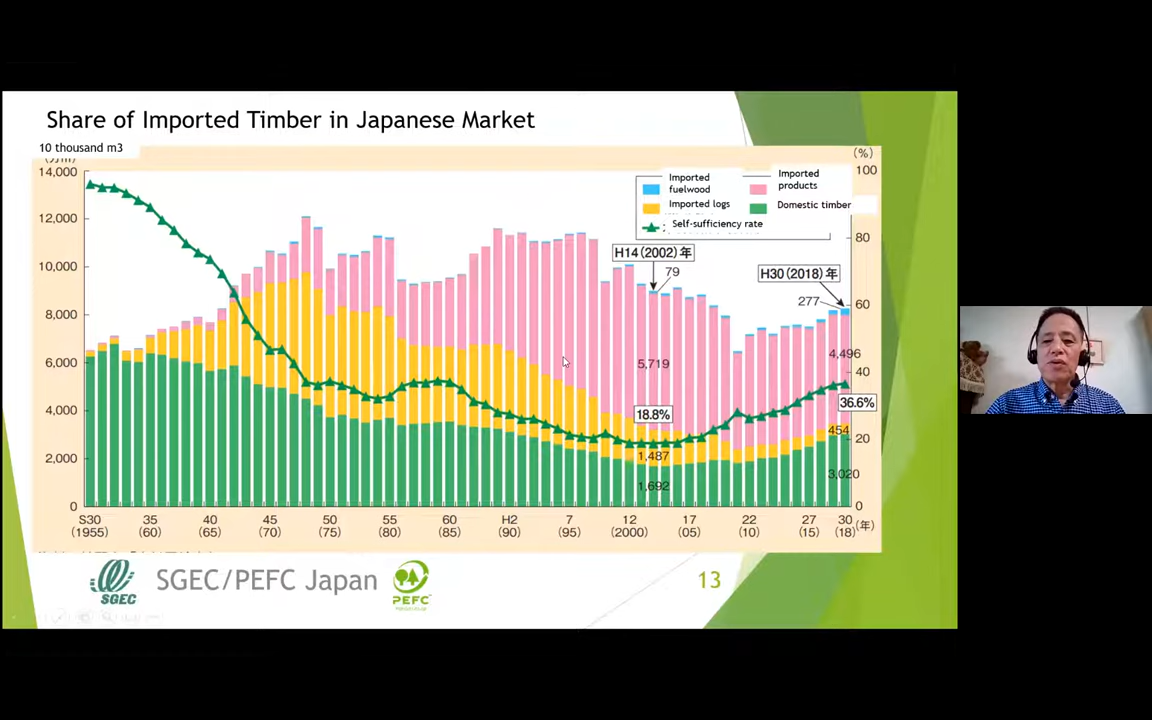 Share of Imported Timber in Japanese Market
10 thousand m3
(%)
14,000
12,000
10,000
8,000
6,000
4,000
2,000
0
100
80
60
40
20
0
Imported fuelwood
Imported products
Imported logs
Domestic timber
Self-sufficiency rate
H14(2002)年
79
H30(2018)年
277
5,719
4,496
18.8%
36.6%
1,487
454
1,692
3,020
S30 35 40 45 50 55 60 H2 7 12 17 22 27 30 (年)
(1955) (60) (65) (70) (75) (80) (85) (90) (95) (2000) (05) (10) (15) (18)
SGEC
SGEC/PEFC Japan
PEFC
13